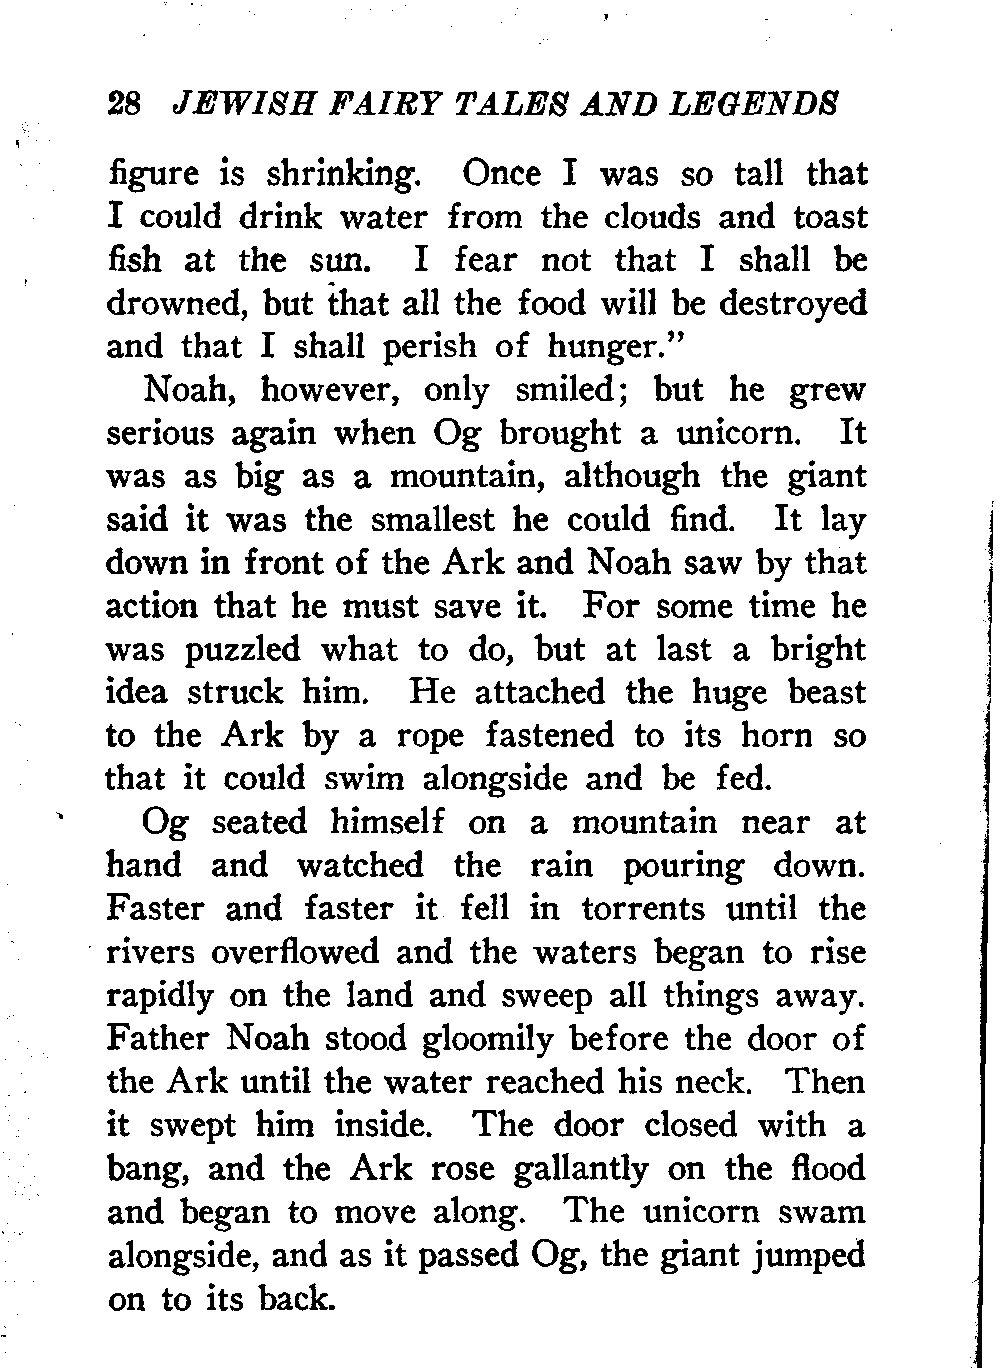 28 JEWISH FAIRY TALES AND LEGENDS
figure is shrinking. Once I was so tall that
I could drink water from the clouds and toast
fish at the sun. I fear not that I shall be
drowned, but that all the food will be destroyed
and that I shall perish of hunger.”
Noah, however, only smiled; but he grew
serious again when Og brought a unicorn. It
was as big as a mountain, although the giant
said it was the smallest he could find. It lay
down in front of the Ark and Noah saw by that
action that he must save it. For some time he
was puzzled what to do, but at last a bright
idea struck him. He attached the huge beast
to the Ark by a rope fastened to its horn so
that it could swim alongside and be fed.
Og seated himself on a mountain near at
hand and watched the rain pouring down.
Faster and faster it fell in torrents until the
rivers overflowed and the waters began to rise
rapidly on the land and sweep all things away.
Father Noah stood gloomily before the door of
the Ark until the water reached his neck. Then
it swept him inside. The door closed with a
bang, and the Ark rose gallantly on the flood
and began to move along. The unicorn swam
alongside, and as it passed Og, the giant jumped
on to its back.